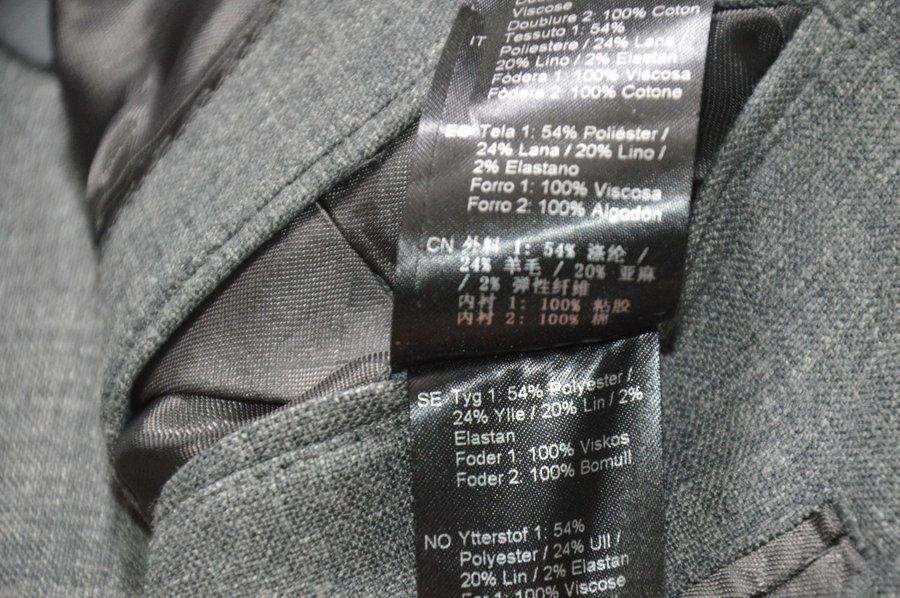 Viscose
Doublure 2: 100% Coton
IT Tessuto 1: 54%
Poliestere / 24% Lana /
20% Lino / 2% Elastan
Fòdera 1: 100% Viscosa
Fòdera 2: 100% Cotone
ES Tela 1: 54% Poliéster /
24% Lana / 20% Lino /
2% Elastano
Forro 1: 100% Viscosa
Forro 2: 100% Algodón
CN 外料 1: 54% 涤纶 /
24% 羊毛 / 20% 亚麻
/ 2% 弹性纤维
内衬 1: 100% 粘胶
内衬 2: 100% 棉
SE Tyg 1: 54% Polyester /
24% Ylle / 20% Lin / 2%
Elastan
Foder 1: 100% Viskos
Foder 2: 100% Bomull
NO Ytterstof 1: 54%
Polyester / 24% Ull /
20% Lin / 2% Elastan
1: 100% Viscose